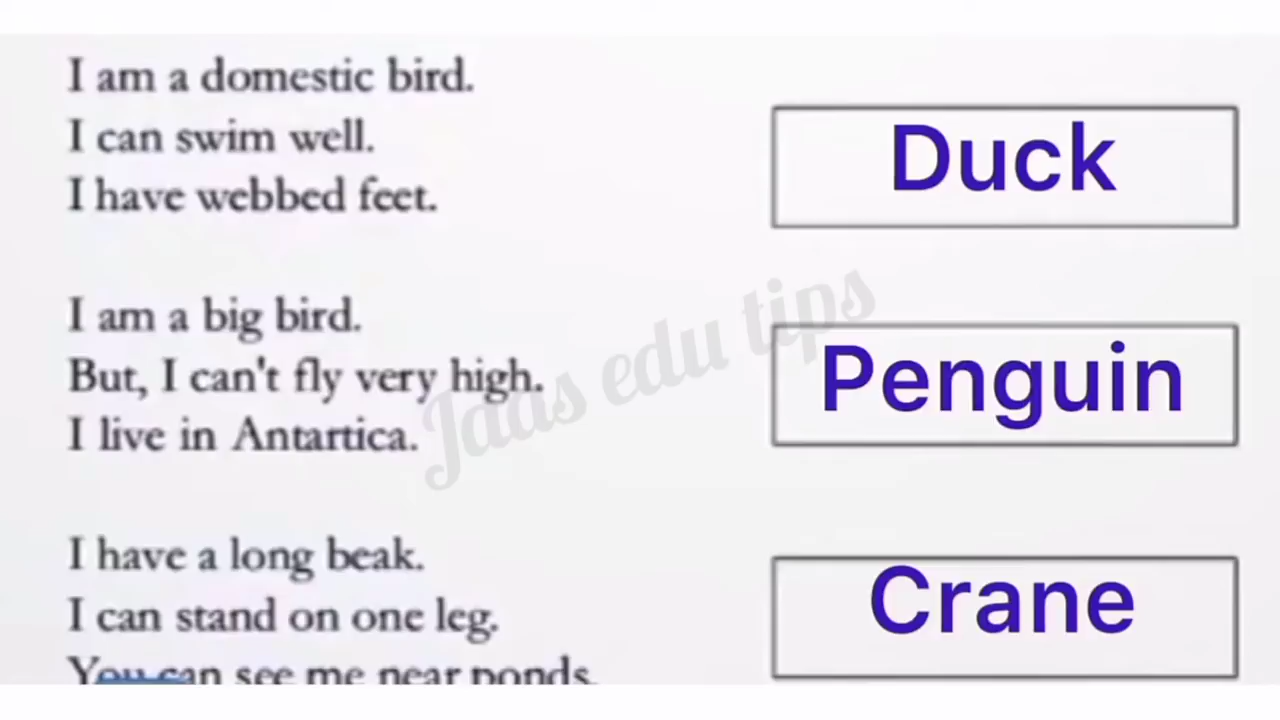 I am a domestic bird.
I can swim well.
I have webbed feet.
Duck
I am a big bird.
But, I can't fly very high.
I live in Antartica.
Penguin
Jaas edu tips
I have a long beak.
I can stand on one leg.
You can see me near ponds.
Crane